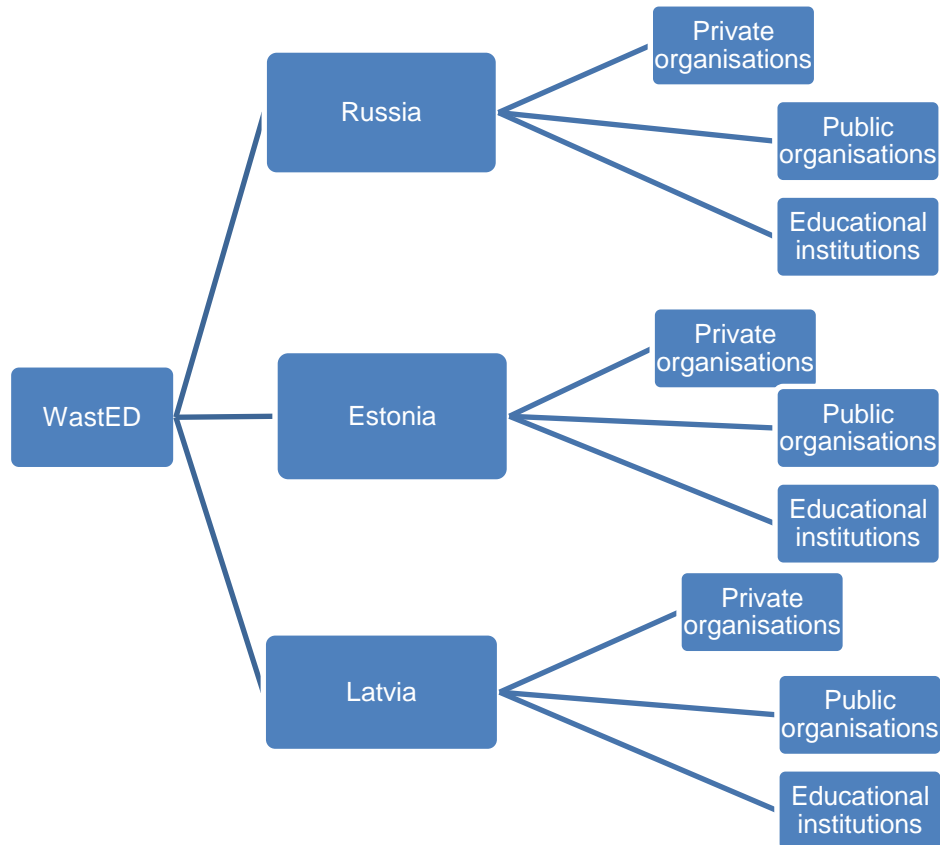 Private
organisations
Russia
Public
organisations
Educational
institutions
WastED
Private
organisations
Estonia
Public
organisations
Educational
institutions
Private
organisations
Latvia
Public
organisations
Educational
institutions